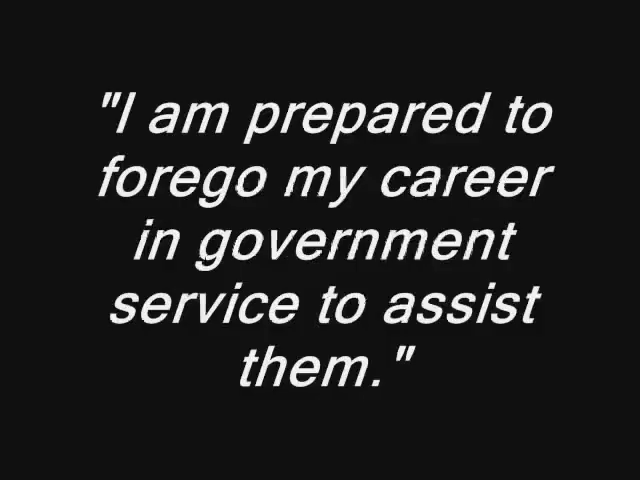 "I am prepared to
forego my career
in government
service to assist
them."